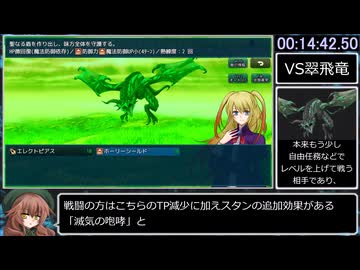 聖なる盾を作り出し、味方全体を守護する。
00:14:42.50
VS翠飛竜
エレクトピアス
ホーリーシールド
本来もう少し
自由任務などで
レベルを上げて戦う
相手であり、
戦闘の方はこちらのTP減少に加えスタンの追加効果がある
「滅気の咆哮」と